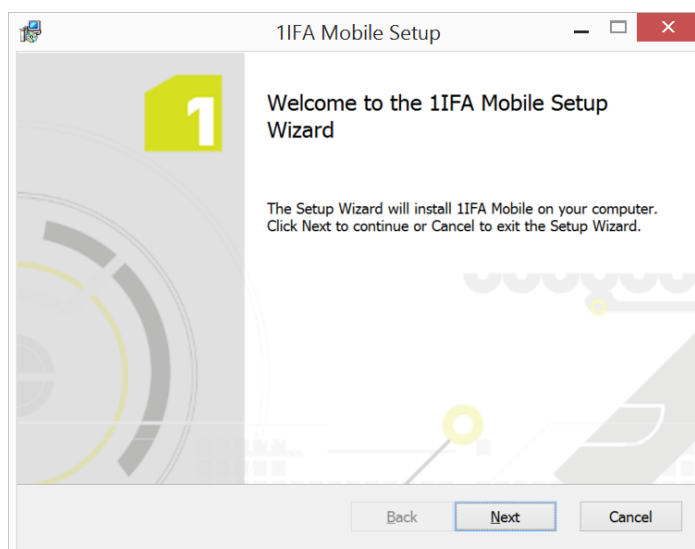 1IFA Mobile Setup
1
Welcome to the 1IFA Mobile Setup
Wizard
The Setup Wizard will install 1IFA Mobile on your computer.
Click Next to continue or Cancel to exit the Setup Wizard.
Back Next Cancel